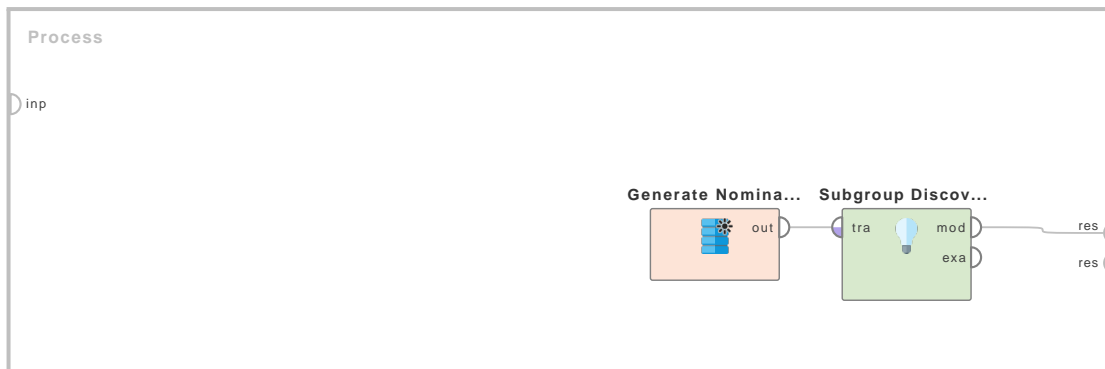 Process
inp
Generate Nomina... Subgroup Discov...
out tra mod res
exa res